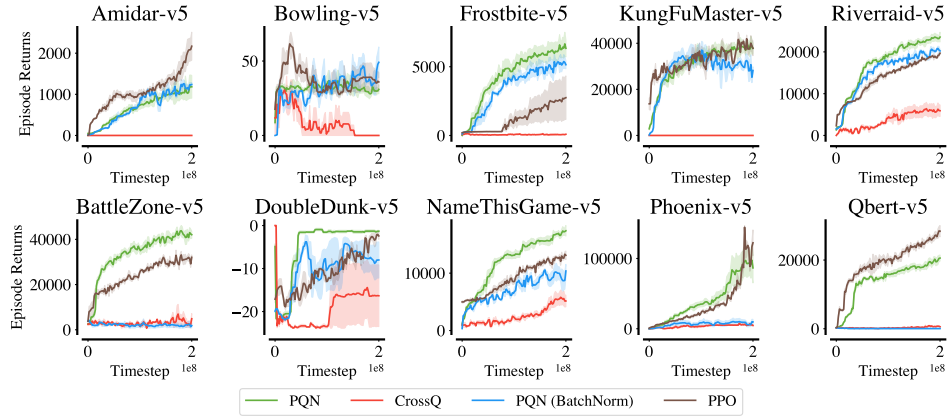 Amidar-v5 Bowling-v5 Frostbite-v5 KungFuMaster-v5 Riverraid-v5
Episode Returns
2000
1000
0
50
0
5000
0
40000
20000
0
20000
10000
0
0 2 0 2 0 2 0 2 0 2
Timestep 1e8 Timestep 1e8 Timestep 1e8 Timestep 1e8 Timestep 1e8
BattleZone-v5 DoubleDunk-v5 NameThisGame-v5 Phoenix-v5 Qbert-v5
Episode Returns
40000
20000
0
0
−10
−20
10000
0
100000
0
20000
0
0 2 0 2 0 2 0 2 0 2
Timestep 1e8 Timestep 1e8 Timestep 1e8 Timestep 1e8 Timestep 1e8
PQN CrossQ PQN (BatchNorm) PPO